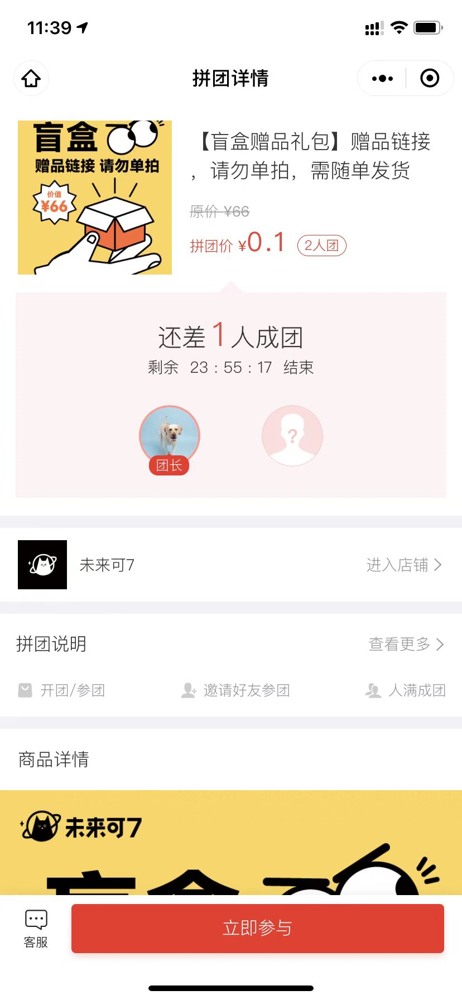 11:39
拼团详情
盲盒
赠品链接 请勿单拍
价值
¥66
【盲盒赠品礼包】赠品链接
，请勿单拍，需随单发货
原价 ¥66
拼团价 ¥0.1 2人团
还差1人成团
剩余 23 : 55 : 17 结束
?
团长
未来可7
进入店铺
拼团说明
查看更多
开团/参团
邀请好友参团
人满成团
商品详情
未来可7
盲盒
客服
立即参与